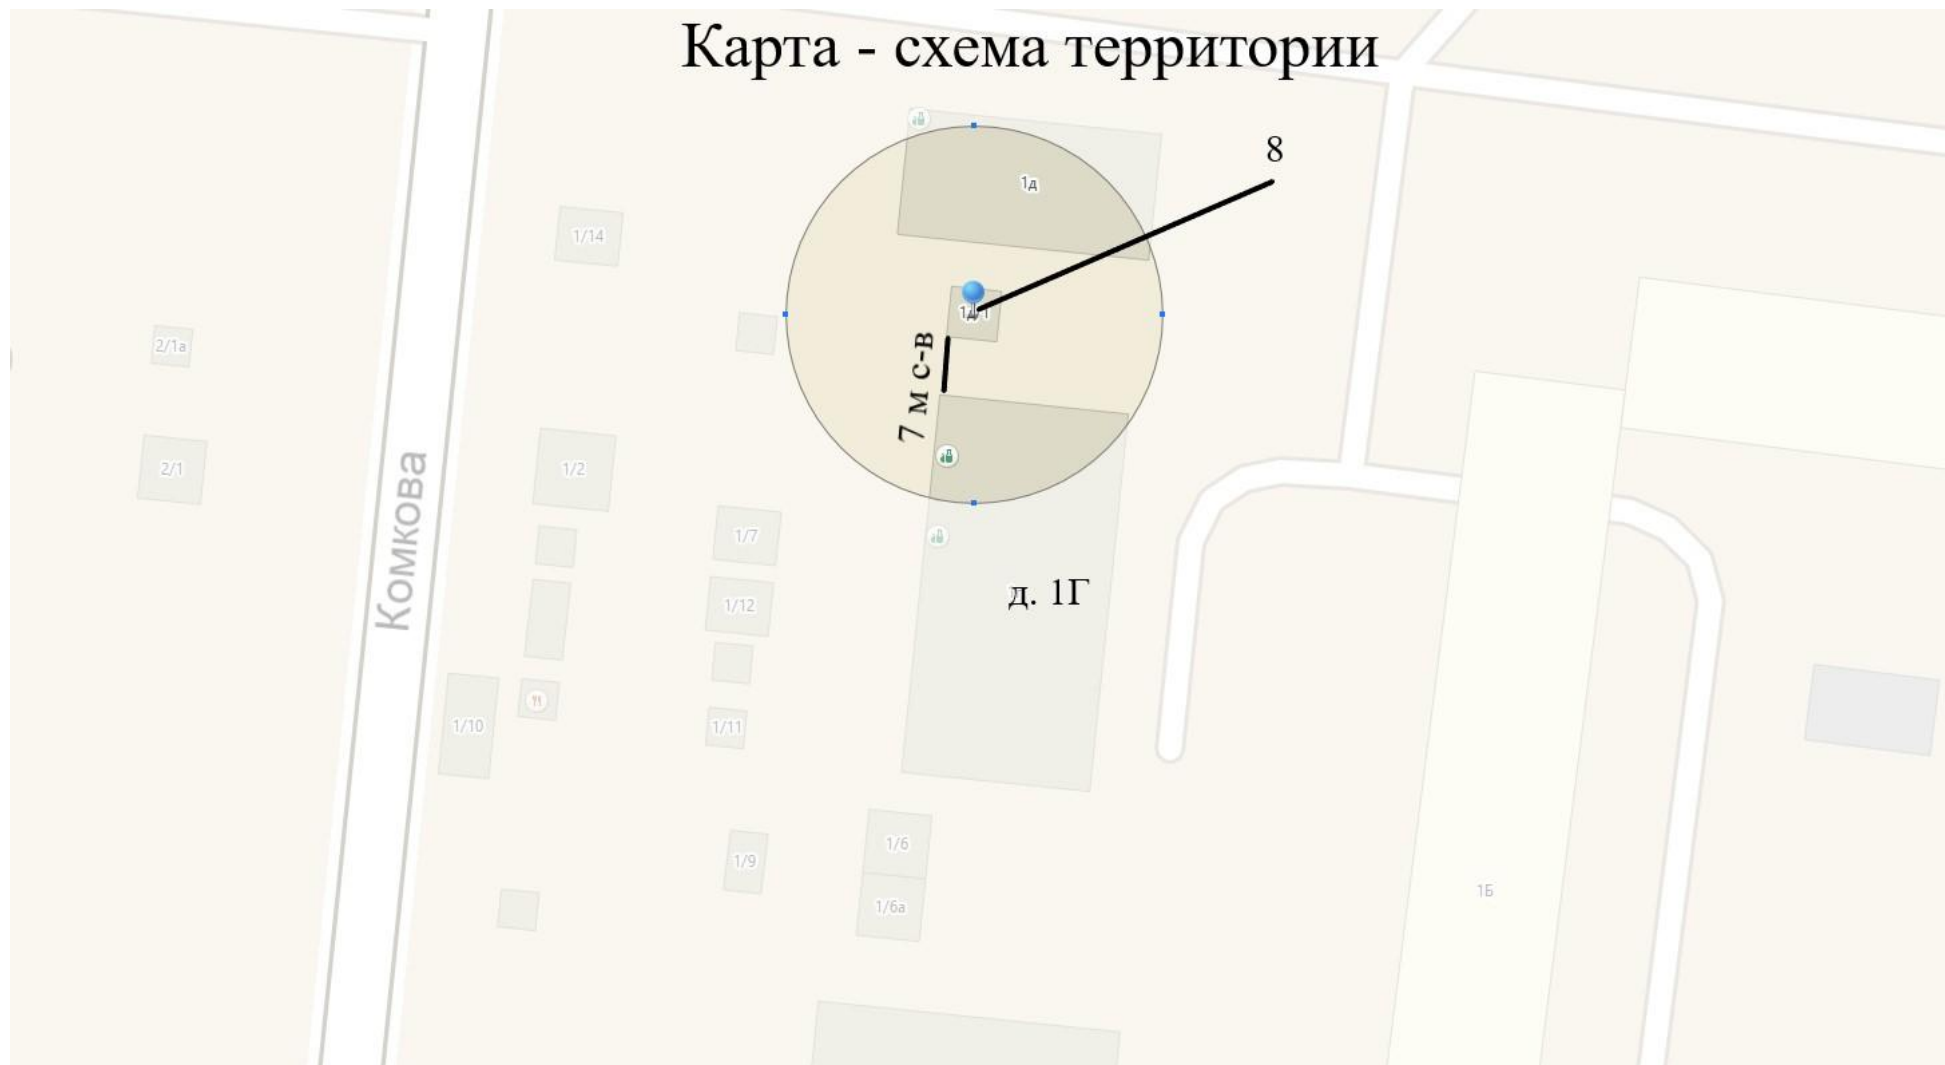 Карта - схема территории
8
1д
1/14
1д/1
2/1а
7 м с-в
2/1
1/2
Комкова
1/7
1/12
д. 1Г
1/10
1/11
1/6
1/9
1/6а
1Б